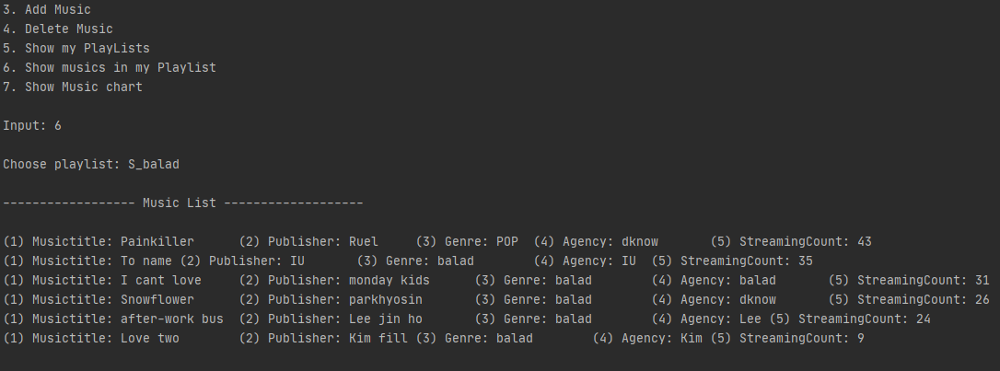 3. Add Music
4. Delete Music
5. Show my PlayLists
6. Show musics in my Playlist
7. Show Music chart
Input: 6
Choose playlist: S_balad
------------------ Music List -------------------
(1) Musictitle: Painkiller (2) Publisher: Ruel (3) Genre: POP (4) Agency: dknow (5) StreamingCount: 43
(1) Musictitle: To name (2) Publisher: IU (3) Genre: balad (4) Agency: IU (5) StreamingCount: 35
(1) Musictitle: I cant love (2) Publisher: monday kids (3) Genre: balad (4) Agency: balad (5) StreamingCount: 31
(1) Musictitle: Snowflower (2) Publisher: parkhyosin (3) Genre: balad (4) Agency: dknow (5) StreamingCount: 26
(1) Musictitle: after-work bus (2) Publisher: Lee jin ho (3) Genre: balad (4) Agency: Lee (5) StreamingCount: 24
(1) Musictitle: Love two (2) Publisher: Kim fill (3) Genre: balad (4) Agency: Kim (5) StreamingCount: 9